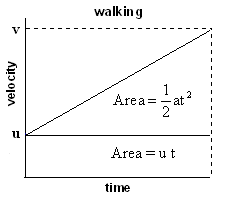 walking
v
velocity
Area = 1/2 at²
u
Area = u t
time